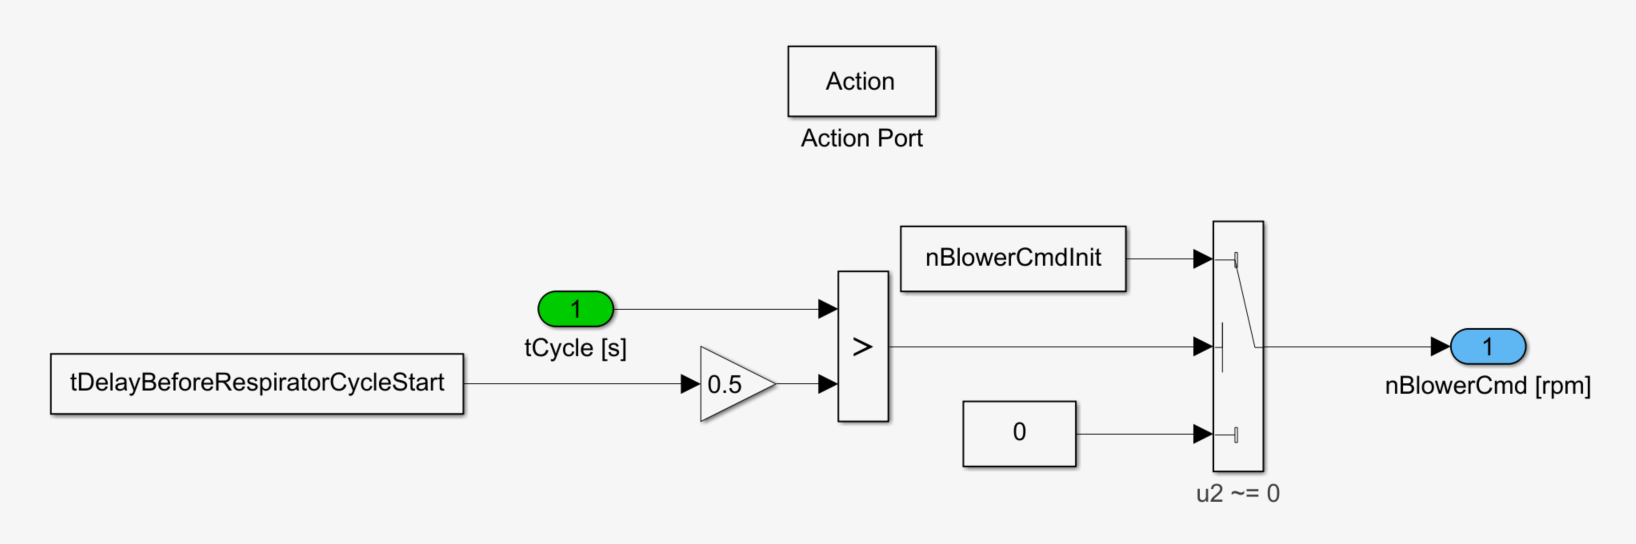 Action
Action Port
nBlowerCmdInit
1
tCycle [s]
tDelayBeforeRespiratorCycleStart
0.5
>
1
nBlowerCmd [rpm]
0
u2 ~= 0